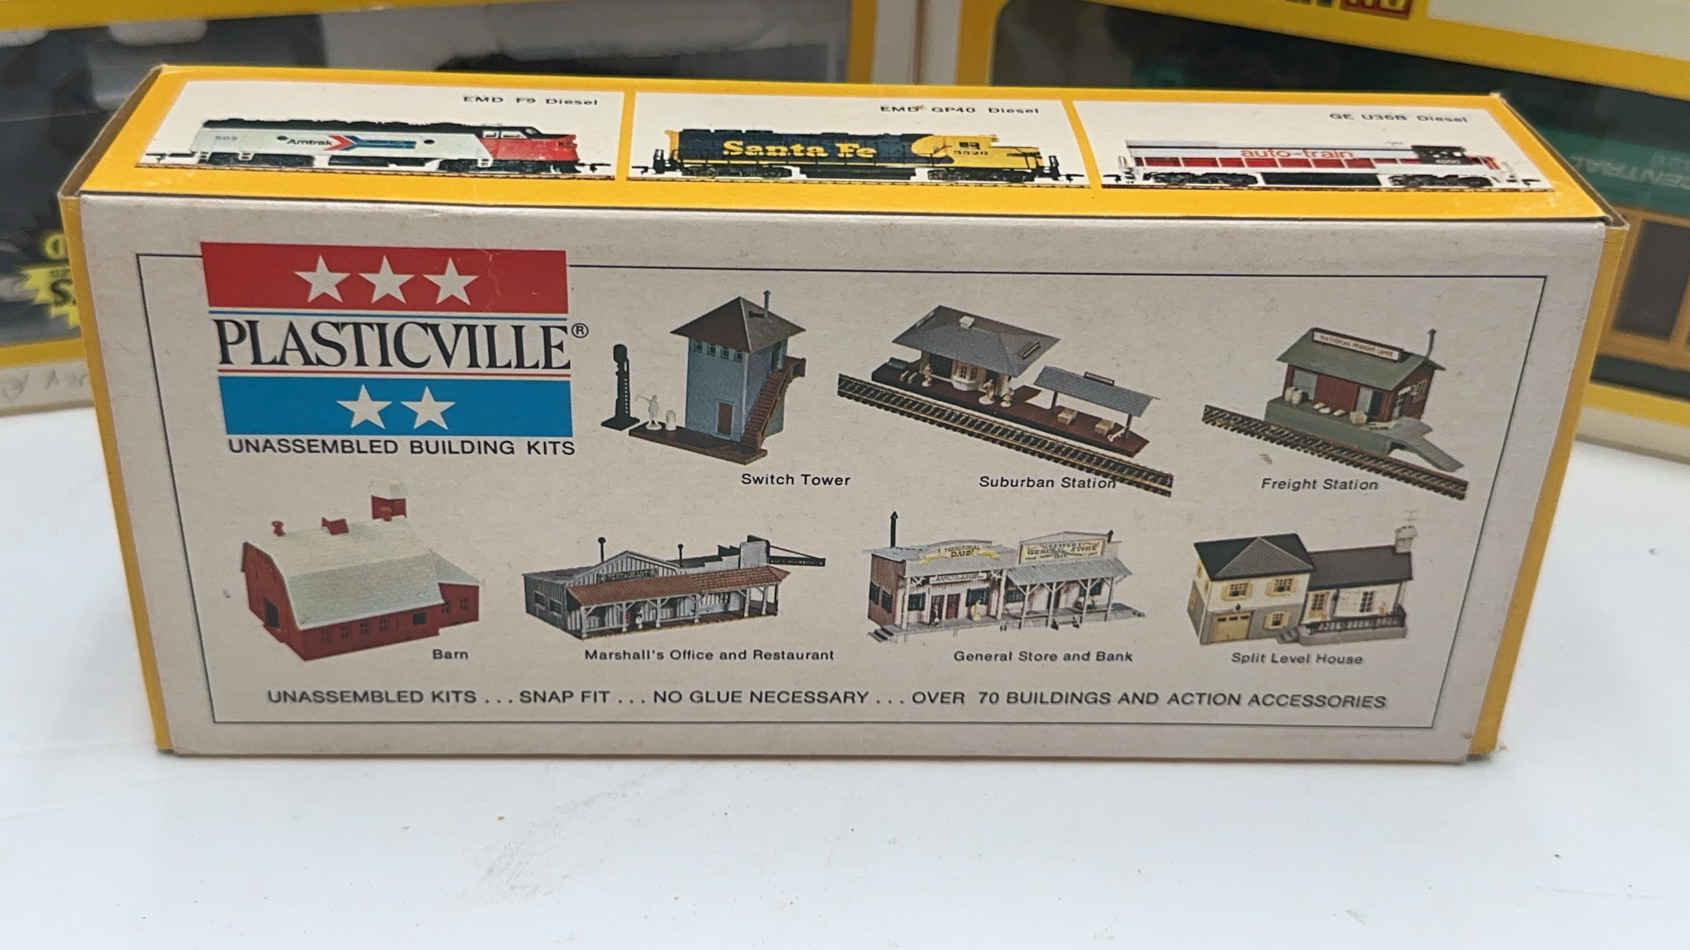 EMD F9 Diesel
EMD GP40 Diesel
GE U36B Diesel
Amtrak
Santa Fe
auto-train
PLASTICVILLE®
UNASSEMBLED BUILDING KITS
Switch Tower
Suburban Station
Freight Station
Barn
Marshall's Office and Restaurant
General Store and Bank
Split Level House
UNASSEMBLED KITS . . . SNAP FIT . . . NO GLUE NECESSARY . . . OVER 70 BUILDINGS AND ACTION ACCESSORIES